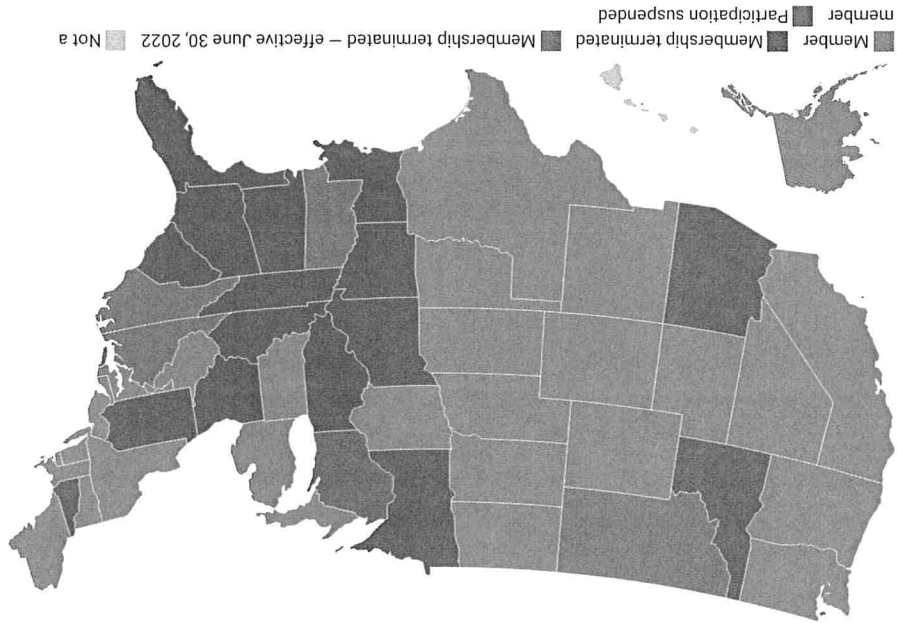 Member Membership terminated Membership terminated – effective June 30, 2022 Not a
member Participation suspended